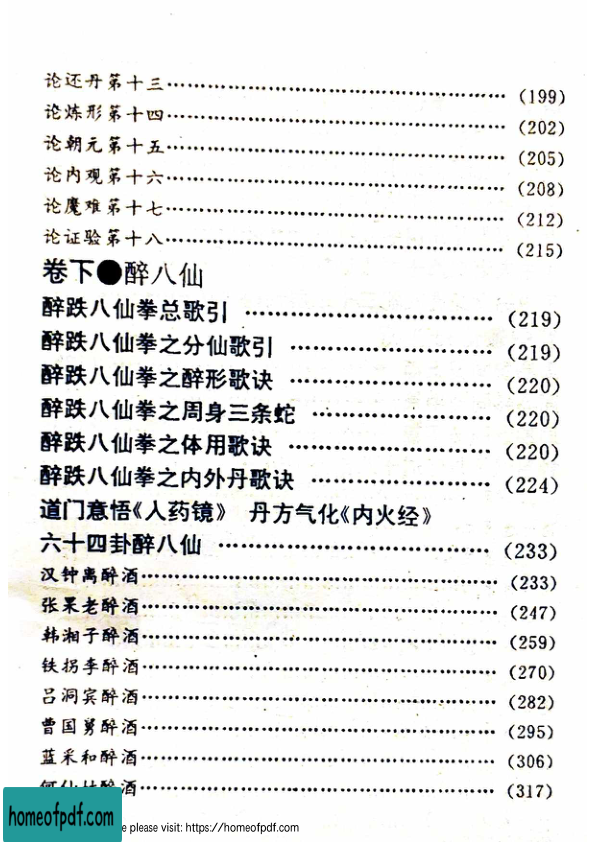 论还丹第十三……………………………………(199)
论炼形第十四……………………………………(202)
论朝元第十五……………………………………(205)
论内观第十六……………………………………(208)
论魔难第十七……………………………………(212)
论证验第十八……………………………………(215)
卷下●醉八仙
醉跌八仙拳总歌引 ……………………………(219)
醉跌八仙拳之分仙歌引 ………………………(219)
醉跌八仙拳之醉形歌诀 ………………………(220)
醉跌八仙拳之周身三条蛇 ……………………(220)
醉跌八仙拳之体用歌诀 ………………………(220)
醉跌八仙拳之内外丹歌诀 ……………………(224)
道门意悟《人药镜》 丹方气化《内火经》
六十四卦醉八仙 ………………………………(233)
汉钟离醉酒………………………………………(233)
张果老醉酒………………………………………(247)
韩湘子醉酒………………………………………(259)
铁拐李醉酒………………………………………(270)
吕洞宾醉酒………………………………………(282)
曹国舅醉酒………………………………………(295)
蓝采和醉酒………………………………………(306)
何仙姑醉酒………………………………………(317)
homeofpdf.com
e please visit: https://homeofpdf.com